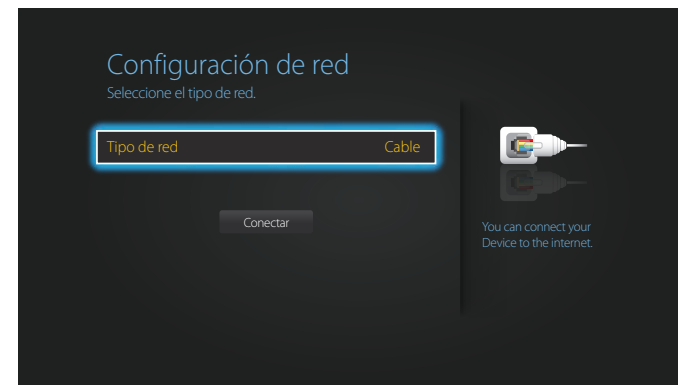 Configuración de red
Seleccione el tipo de red.
Tipo de red Cable
Conectar
You can connect your
Device to the internet.